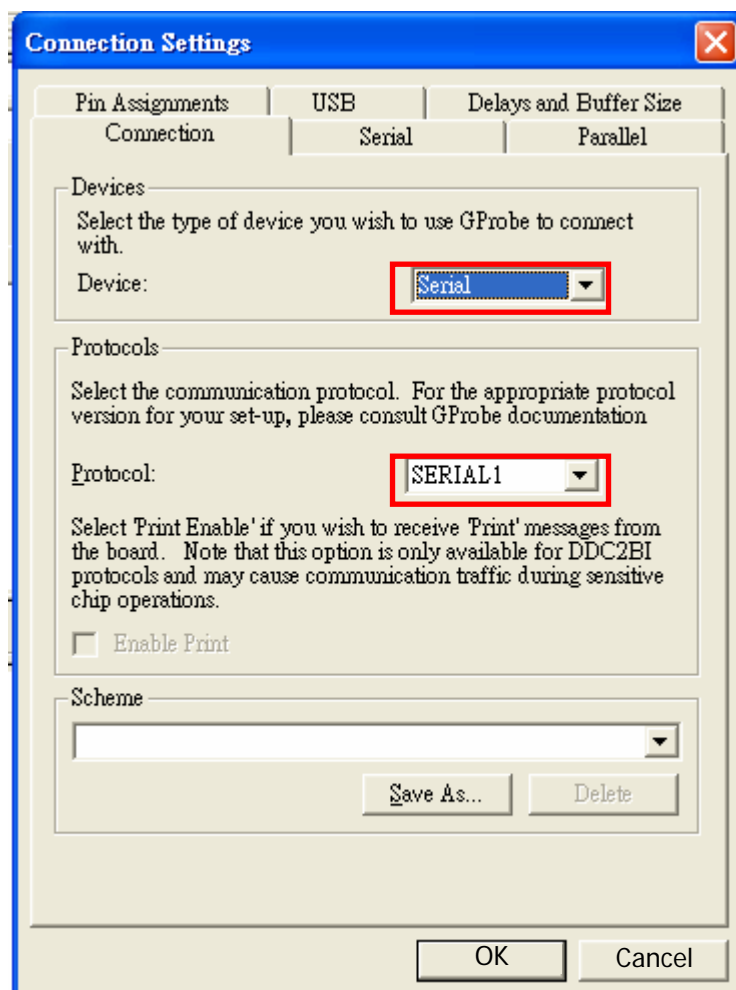 Connection Settings
Pin Assignments USB Delays and Buffer Size
Connection Serial Parallel
Devices
Select the type of device you wish to use GProbe to connect
with.
Device: Serial
Protocols
Select the communication protocol. For the appropriate protocol
version for your set-up, please consult GProbe documentation
Protocol: SERIAL1
Select 'Print Enable' if you wish to receive 'Print' messages from
the board. Note that this option is only available for DDC2BI
protocols and may cause communication traffic during sensitive
chip operations.
Enable Print
Scheme
Save As... Delete
OK Cancel